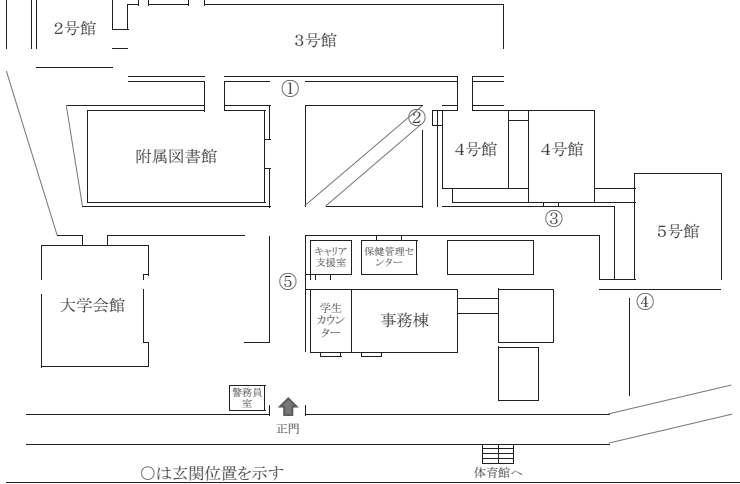 2号館
3号館
①
②
附属図書館
4号館
4号館
③
5号館
キャリア
支援室
保健管理セ
ンター
⑤
④
大学会館
学生
カウン
ター
事務棟
警務員
室
正門
体育館へ
○は玄関位置を示す